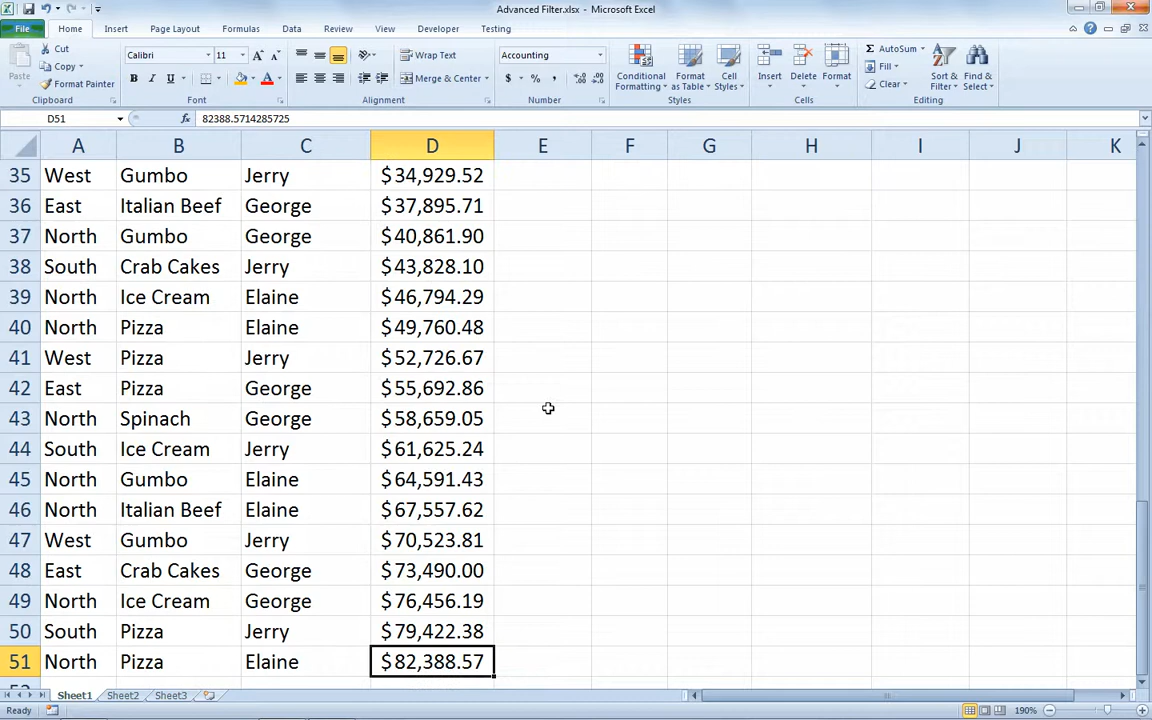 Advanced Filter.xlsx - Microsoft Excel
File Home Insert Page Layout Formulas Data Review View Developer Testing
Paste Cut Copy Format Painter Clipboard
Calibri 11 B I U Font
Wrap Text Merge & Center Alignment
Accounting $ % , Number
Conditional Formatting Format as Table Cell Styles Styles
Insert Delete Format Cells
AutoSum Fill Clear Sort & Filter Find & Select Editing
D51 fx 82388.5714285725
A B C D E F G H I J K
35 West Gumbo Jerry $34,929.52
36 East Italian Beef George $37,895.71
37 North Gumbo George $40,861.90
38 South Crab Cakes Jerry $43,828.10
39 North Ice Cream Elaine $46,794.29
40 North Pizza Elaine $49,760.48
41 West Pizza Jerry $52,726.67
42 East Pizza George $55,692.86
43 North Spinach George $58,659.05
44 South Ice Cream Jerry $61,625.24
45 North Gumbo Elaine $64,591.43
46 North Italian Beef Elaine $67,557.62
47 West Gumbo Jerry $70,523.81
48 East Crab Cakes George $73,490.00
49 North Ice Cream George $76,456.19
50 South Pizza Jerry $79,422.38
51 North Pizza Elaine $82,388.57
Sheet1 Sheet2 Sheet3
Ready 190%